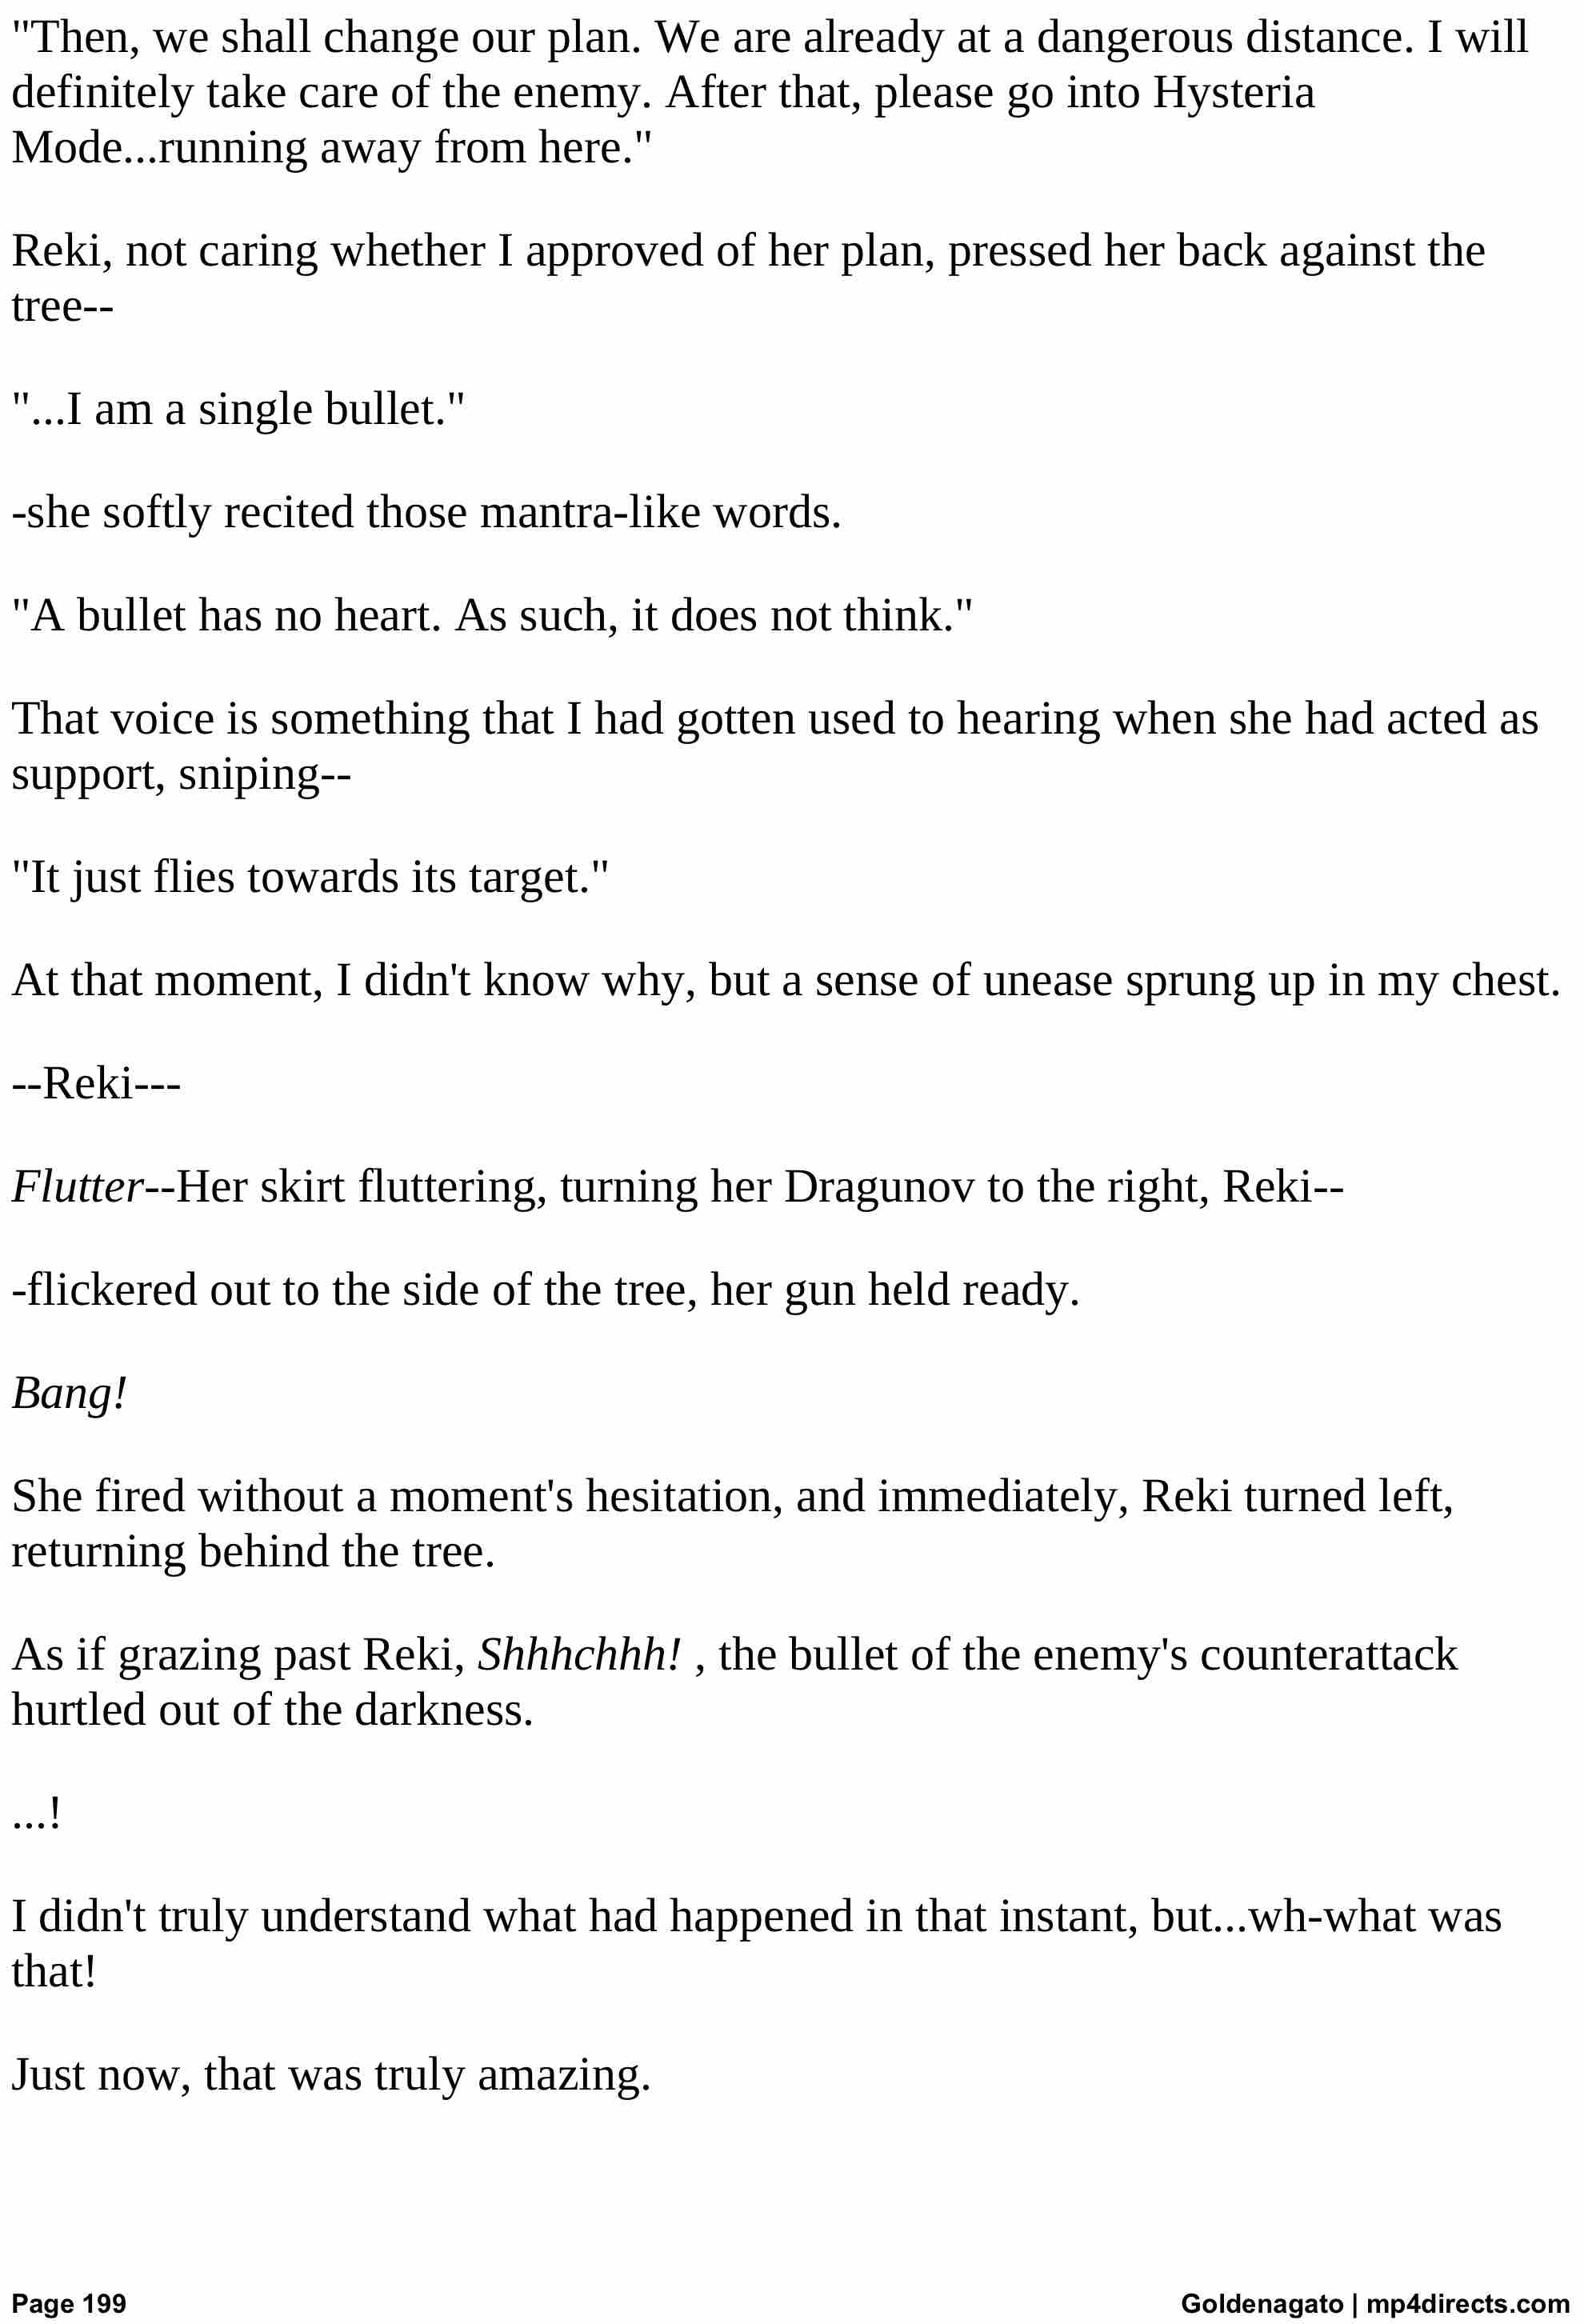 "Then, we shall change our plan. We are already at a dangerous distance. I will
definitely take care of the enemy. After that, please go into Hysteria
Mode...running away from here."
Reki, not caring whether I approved of her plan, pressed her back against the
tree--
"...I am a single bullet."
-she softly recited those mantra-like words.
"A bullet has no heart. As such, it does not think."
That voice is something that I had gotten used to hearing when she had acted as
support, sniping--
"It just flies towards its target."
At that moment, I didn't know why, but a sense of unease sprung up in my chest.
--Reki---
Flutter--Her skirt fluttering, turning her Dragunov to the right, Reki--
-flickered out to the side of the tree, her gun held ready.
Bang!
She fired without a moment's hesitation, and immediately, Reki turned left,
returning behind the tree.
As if grazing past Reki, Shhhchhh! , the bullet of the enemy's counterattack
hurtled out of the darkness.
...!
I didn't truly understand what had happened in that instant, but...wh-what was
that!
Just now, that was truly amazing.
Page 199 Goldenagato | mp4directs.com